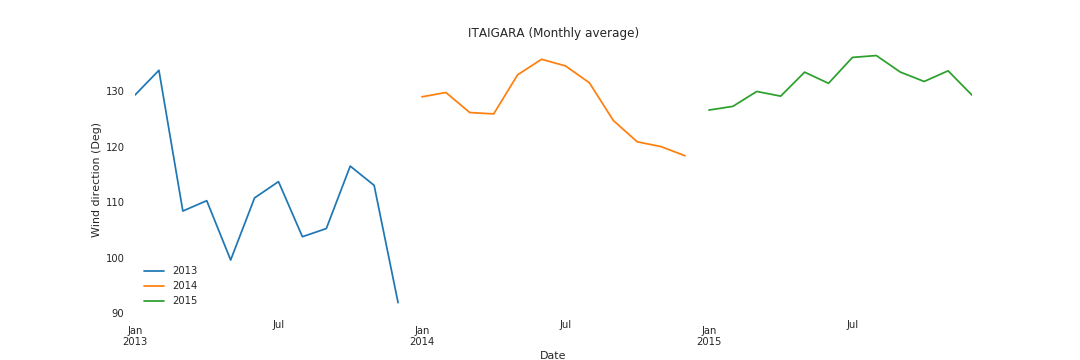 ITAIGARA (Monthly average)
Wind direction (Deg)
130
120
110
100
90
2013
2014
2015
Jan
2013
Jul
Jan
2014
Jul
Jan
2015
Jul
Date